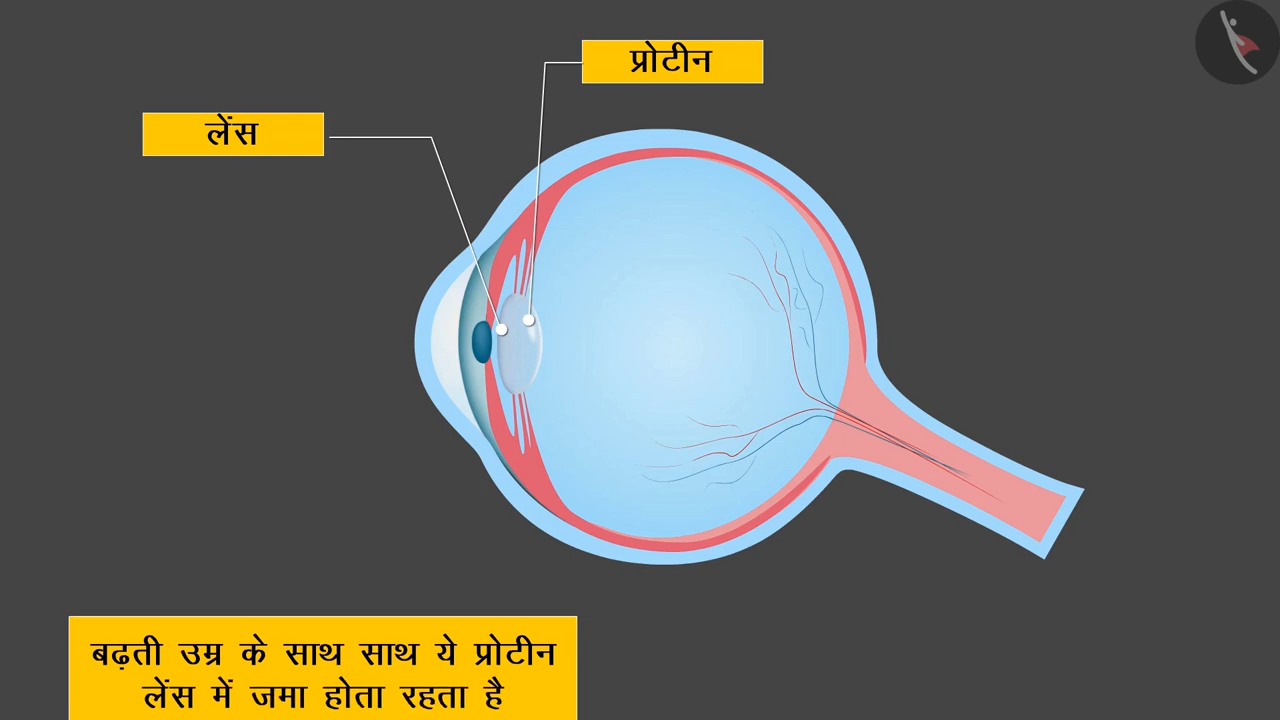 प्रोटीन
लेंस
बढ़ती उम्र के साथ साथ ये प्रोटीन
लेंस में जमा होता रहता है